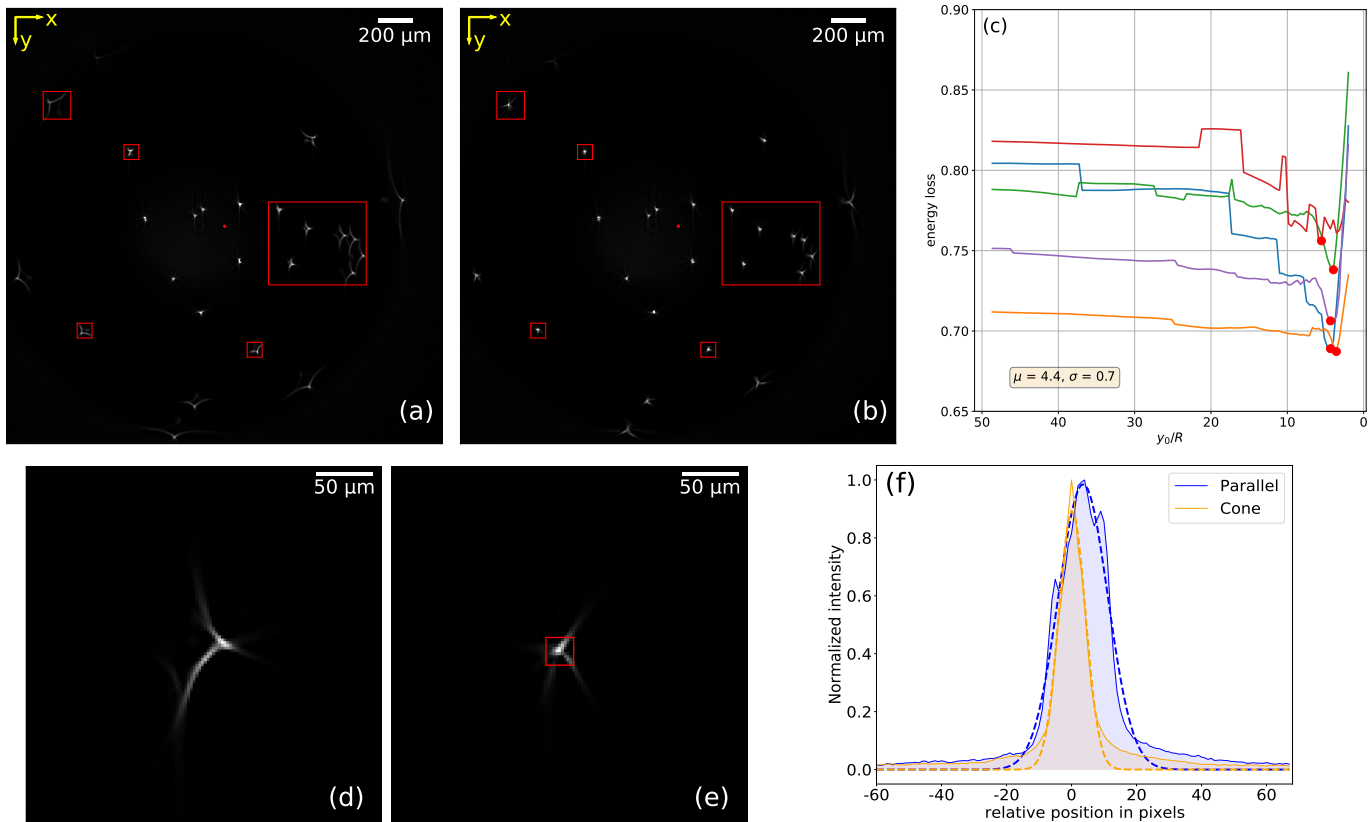 x
y
200 µm
(a)
x
y
200 µm
(b)
(c)
0.90
0.85
0.80
0.75
0.70
0.65
energy loss
μ = 4.4, σ = 0.7
50 40 30 20 10 0
y₀/R
50 µm
(d)
50 µm
(e)
(f)
Parallel
Cone
1.0
0.8
0.6
0.4
0.2
0.0
Normalized intensity
-60 -40 -20 0 20 40 60
relative position in pixels